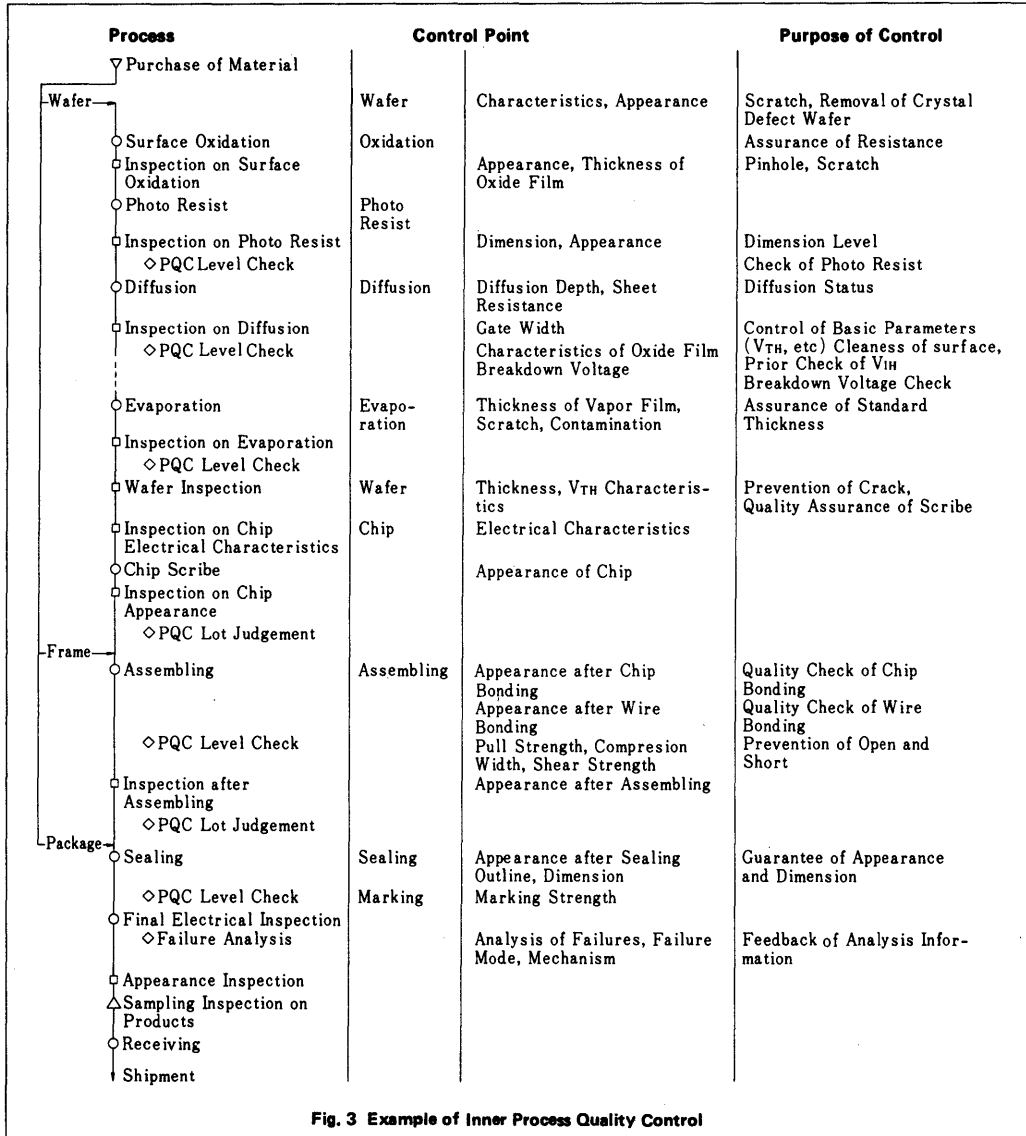 Process Control Point Purpose of Control
Purchase of Material
Wafer Wafer Characteristics, Appearance Scratch, Removal of Crystal
Defect Wafer
Surface Oxidation Oxidation Assurance of Resistance
Inspection on Surface Appearance, Thickness of Pinhole, Scratch
Oxidation Oxide Film
Photo Resist Photo
Resist
Inspection on Photo Resist Dimension, Appearance Dimension Level
◇PQC Level Check Check of Photo Resist
Diffusion Diffusion Diffusion Depth, Sheet Diffusion Status
Resistance
Inspection on Diffusion Gate Width Control of Basic Parameters
◇PQC Level Check Characteristics of Oxide Film (VTH, etc) Cleaness of surface,
Breakdown Voltage Prior Check of VIH
Breakdown Voltage Check
Evaporation Evapo- Thickness of Vapor Film, Assurance of Standard
ration Scratch, Contamination Thickness
Inspection on Evaporation
◇PQC Level Check
Wafer Inspection Wafer Thickness, VTH Characteris- Prevention of Crack,
tics Quality Assurance of Scribe
Inspection on Chip Chip Electrical Characteristics
Electrical Characteristics
Chip Scribe Appearance of Chip
Inspection on Chip
Appearance
◇PQC Lot Judgement
Frame
Assembling Assembling Appearance after Chip Quality Check of Chip
Bonding Bonding
Appearance after Wire Quality Check of Wire
Bonding Bonding
◇PQC Level Check Pull Strength, Compresion Prevention of Open and
Width, Shear Strength Short
Inspection after Appearance after Assembling
Assembling
◇PQC Lot Judgement
Package
Sealing Sealing Appearance after Sealing Guarantee of Appearance
Outline, Dimension and Dimension
◇PQC Level Check Marking Marking Strength
Final Electrical Inspection
◇Failure Analysis Analysis of Failures, Failure Feedback of Analysis Infor-
Mode, Mechanism mation
Appearance Inspection
Sampling Inspection on
Products
Receiving
Shipment
Fig. 3 Example of Inner Process Quality Control